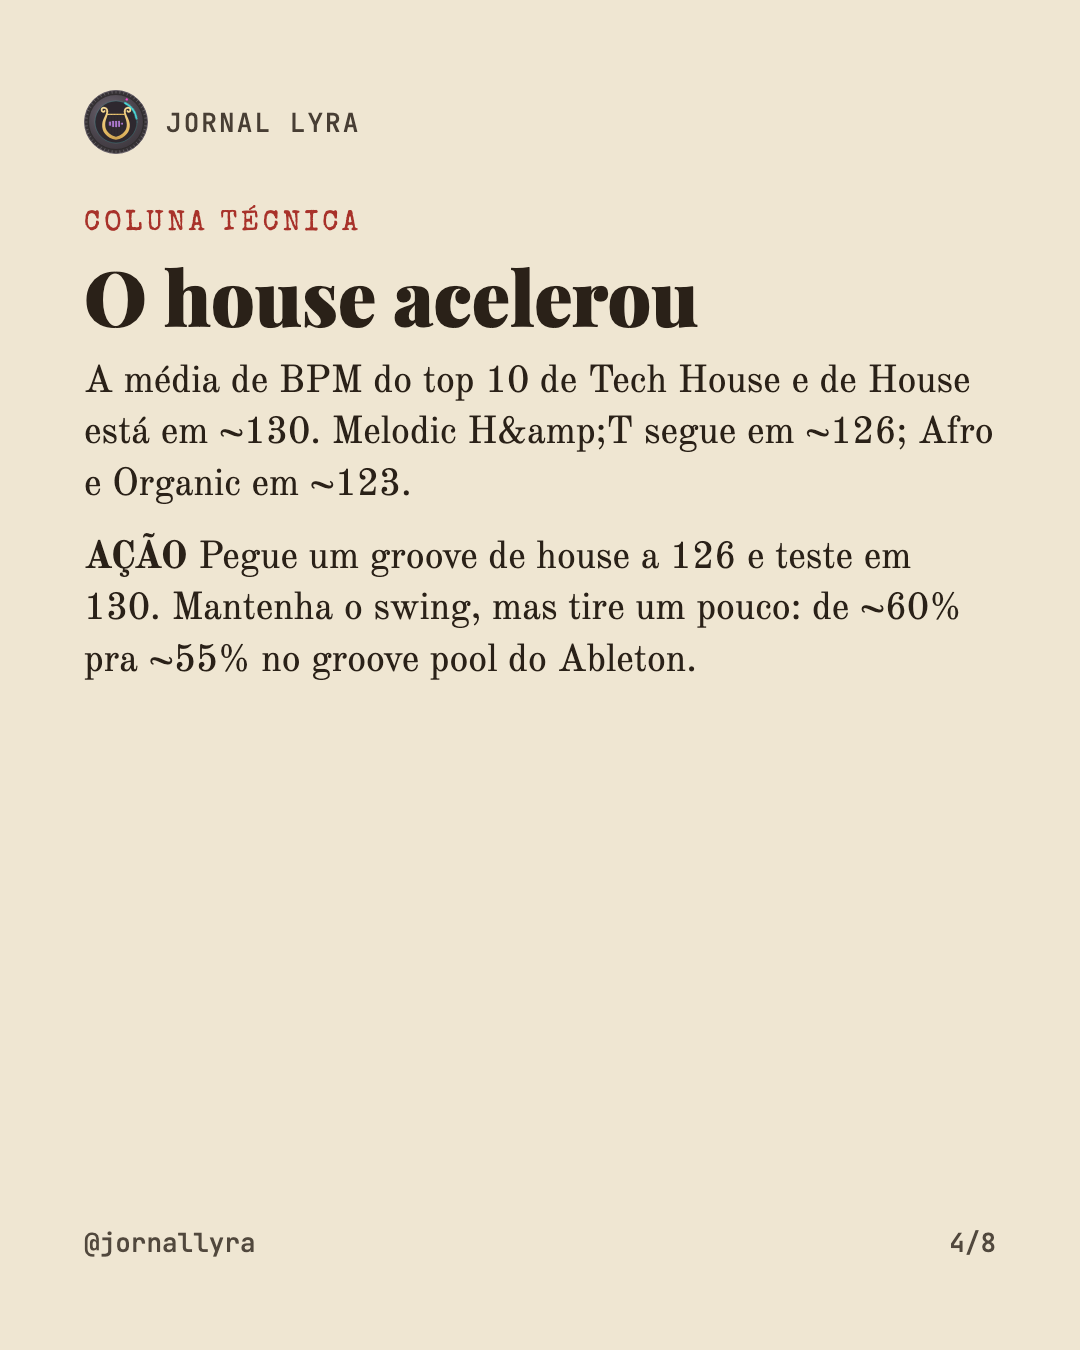 JORNAL LYRA
COLUNA TÉCNICA
O house acelerou
A média de BPM do top 10 de Tech House e de House
está em ~130. Melodic H&amp;T segue em ~126; Afro
e Organic em ~123.
AÇÃO Pegue um groove de house a 126 e teste em
130. Mantenha o swing, mas tire um pouco: de ~60%
pra ~55% no groove pool do Ableton.
@jornallyra
4/8